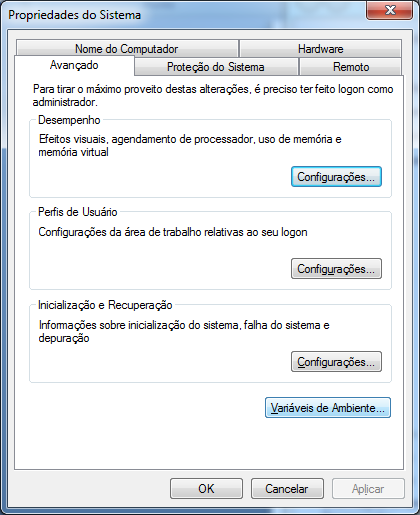 Propriedades do Sistema
Nome do Computador
Hardware
Avançado
Proteção do Sistema
Remoto
Para tirar o máximo proveito destas alterações, é preciso ter feito logon como
administrador.
Desempenho
Efeitos visuais, agendamento de processador, uso de memória e
memória virtual
Configurações...
Perfis de Usuário
Configurações da área de trabalho relativas ao seu logon
Configurações...
Inicialização e Recuperação
Informações sobre inicialização do sistema, falha do sistema e
depuração
Configurações...
Variáveis de Ambiente...
OK
Cancelar
Aplicar